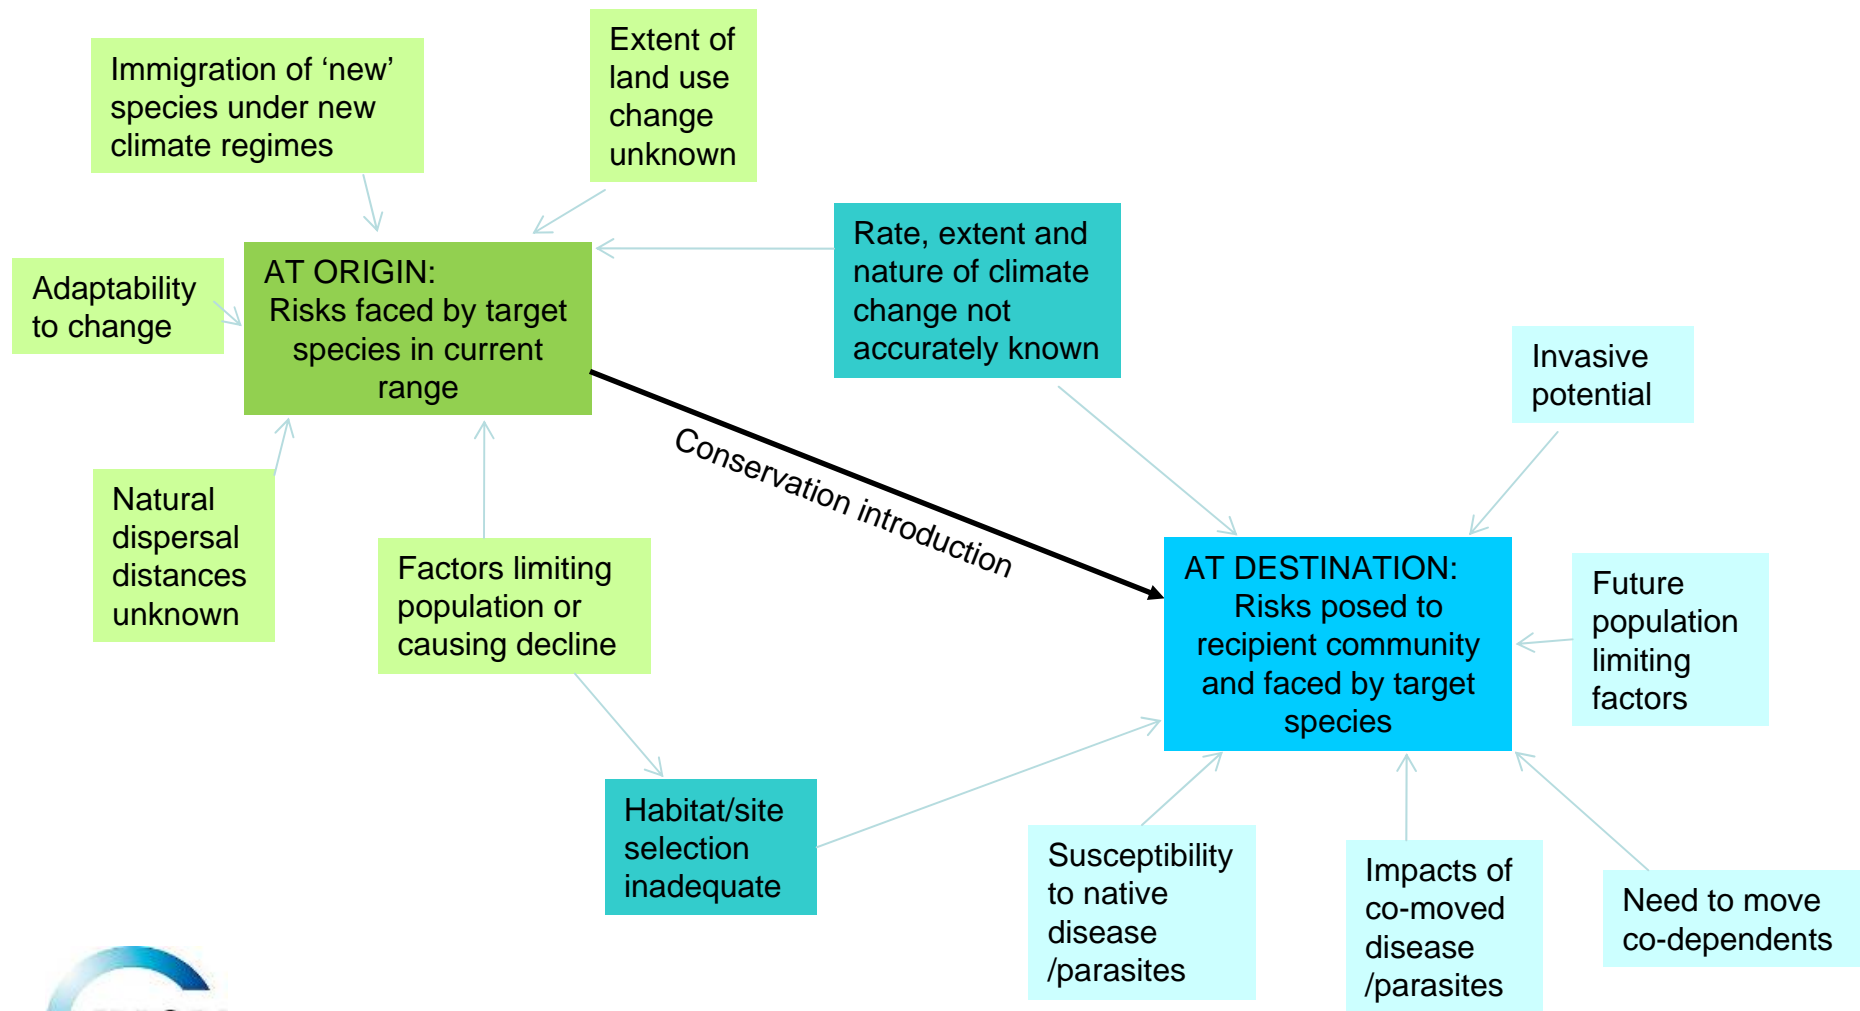 Immigration of ‘new’
species under new
climate regimes
Extent of
land use
change
unknown
Rate, extent and
nature of climate
change not
accurately known
AT ORIGIN:
Risks faced by target
species in current
range
Adaptability
to change
Invasive
potential
Conservation introduction
Natural
dispersal
distances
unknown
Factors limiting
population or
causing decline
AT DESTINATION:
Risks posed to
recipient community
and faced by target
species
Future
population
limiting
factors
Habitat/site
selection
inadequate
Susceptibility
to native
disease
/parasites
Impacts of
co-moved
disease
/parasites
Need to move
co-dependents